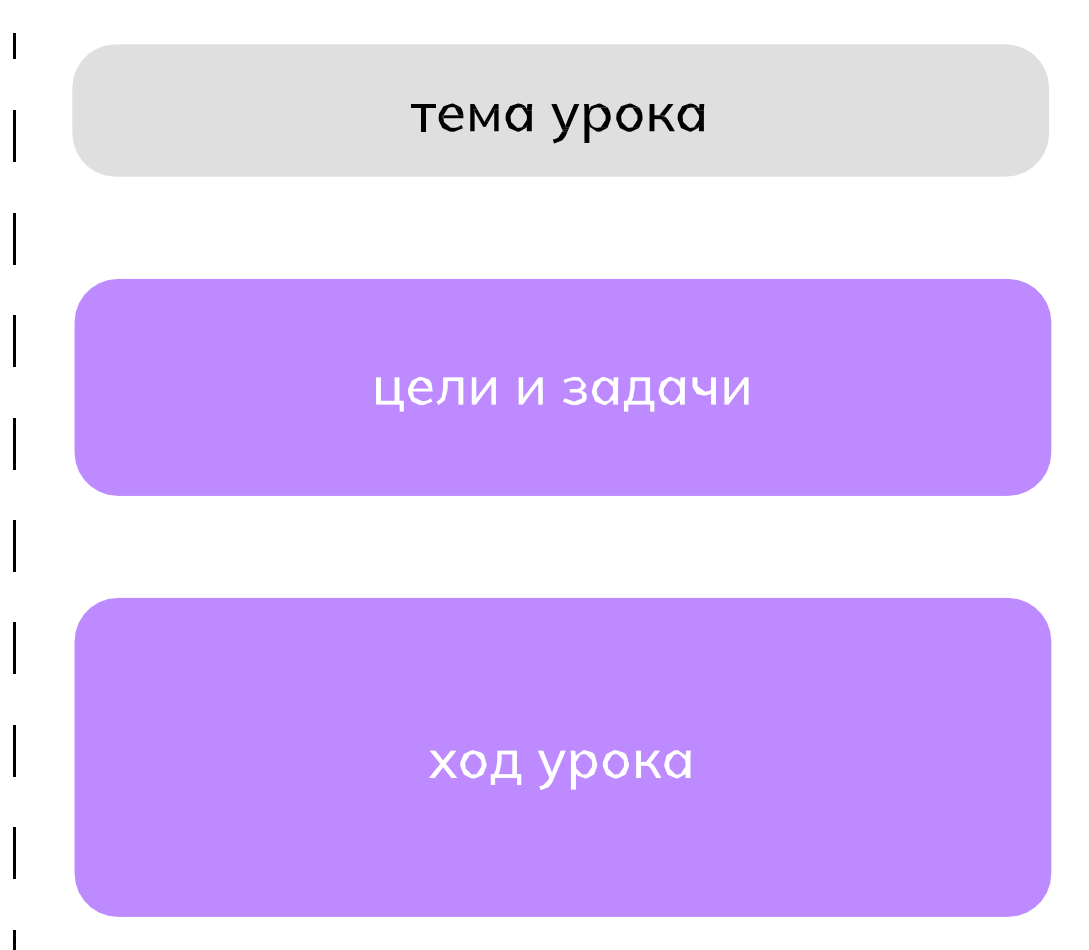 тема урока
цели и задачи
ход урока